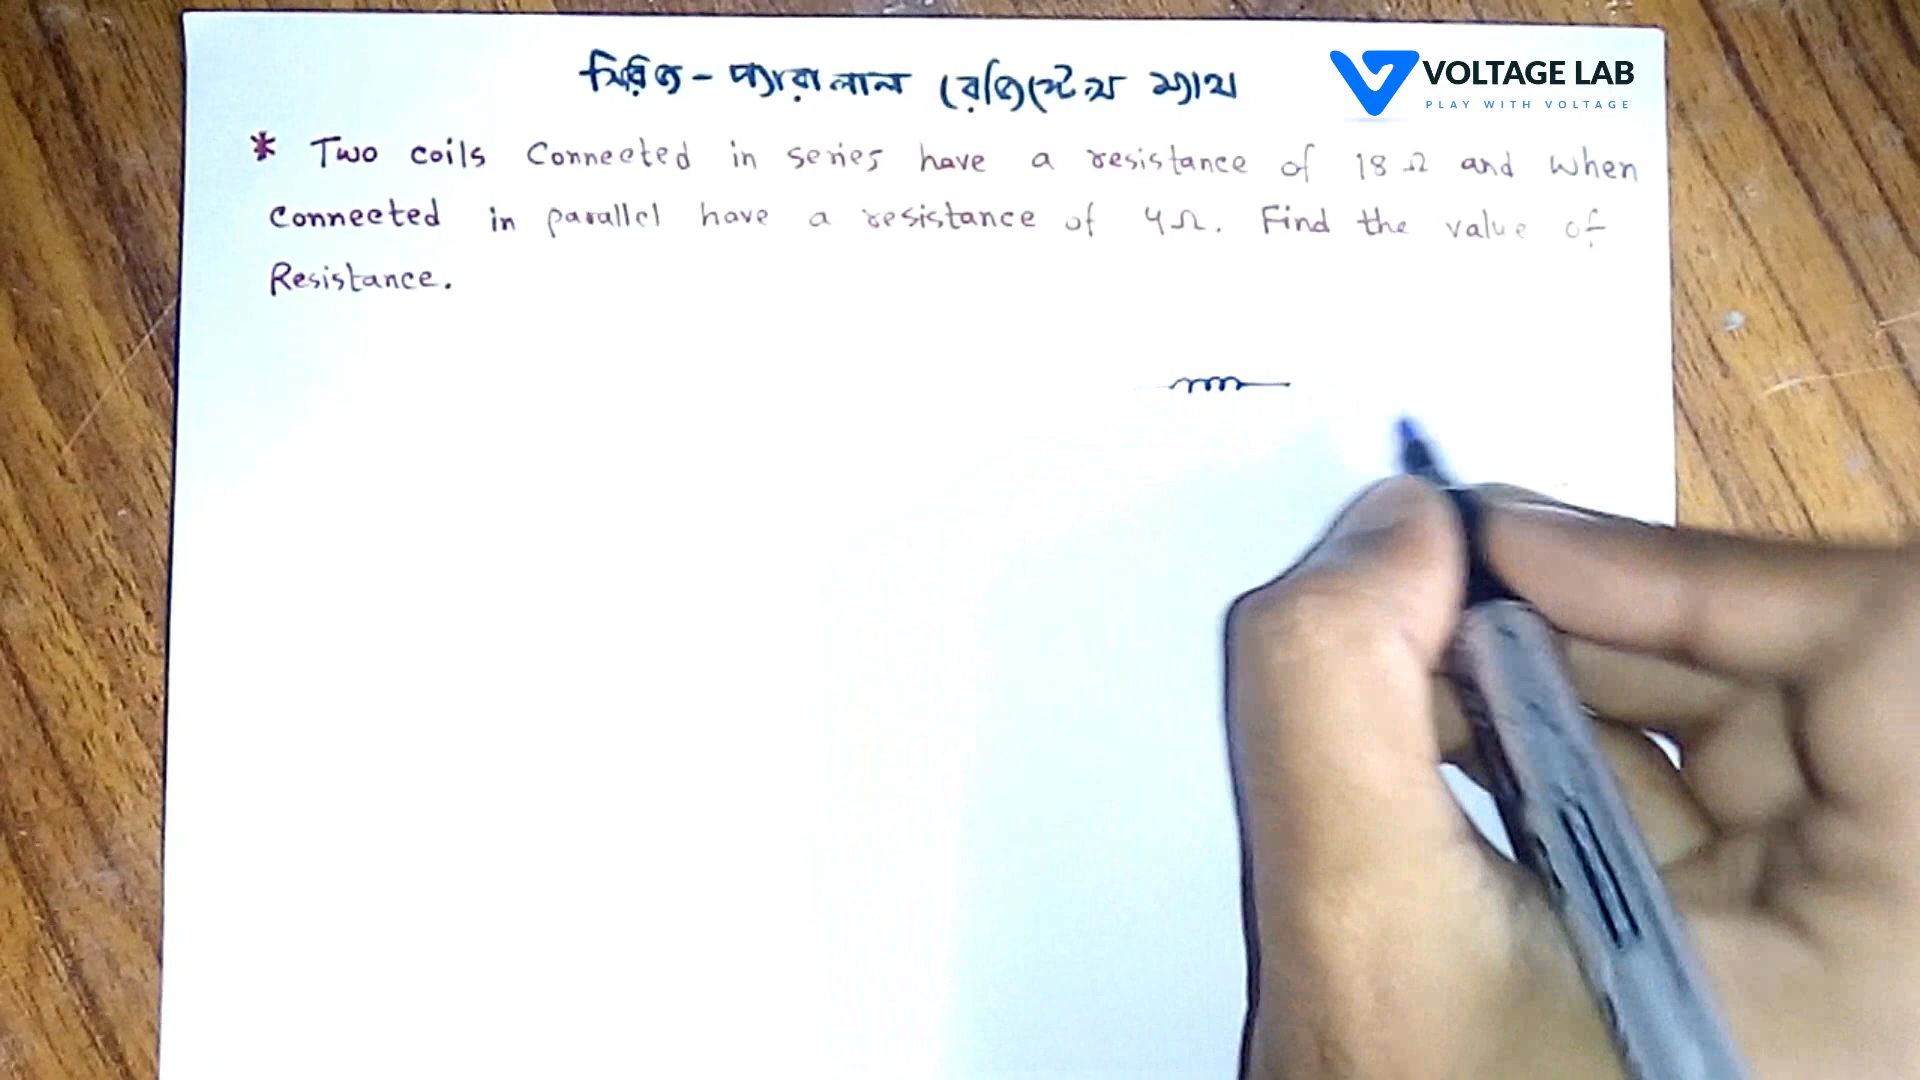 সিরিজ - প্যারালাল রেজিস্টেন্স ম্যাথ
VOLTAGE LAB
PLAY WITH VOLTAGE
* Two coils Connected in series have a resistance of 18 Ω and when
Connected in parallel have a resistance of 4Ω. Find the value of
Resistance.